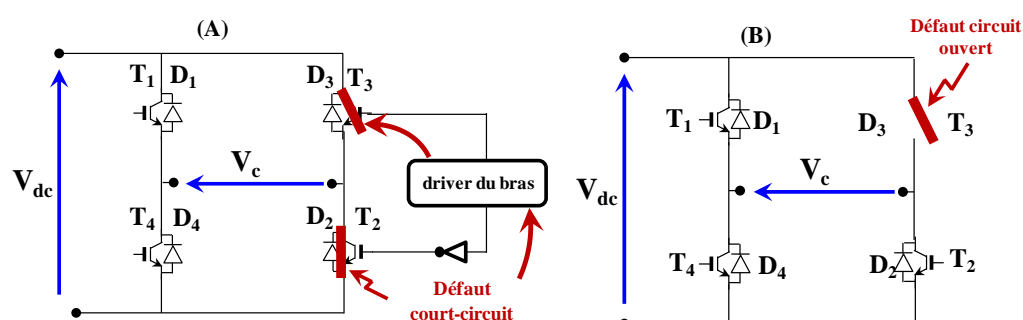 (A)
T1 D1
D3 T3
Vdc
Vc
driver du bras
T4 D4
D2 T2
Défaut
court-circuit
(B)
Défaut circuit
ouvert
T1 D1
D3 T3
Vdc
Vc
T4 D4
D2 T2